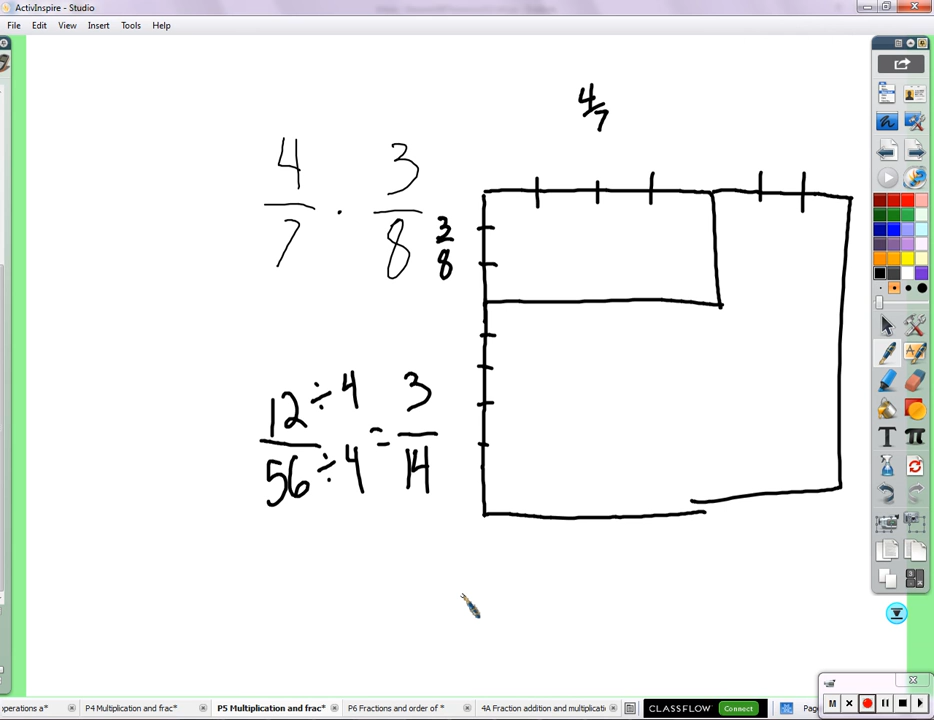 ActivInspire - Studio
File Edit View Insert Tools Help
4/7
4/7 · 3/8
3/8
12/56 ÷4/÷4 = 3/14
perations a* P4 Multiplication and frac* P5 Multiplication and frac* P6 Fractions and order of * 4A Fraction addition and multiplicati CLASSFLOW Connect Pag